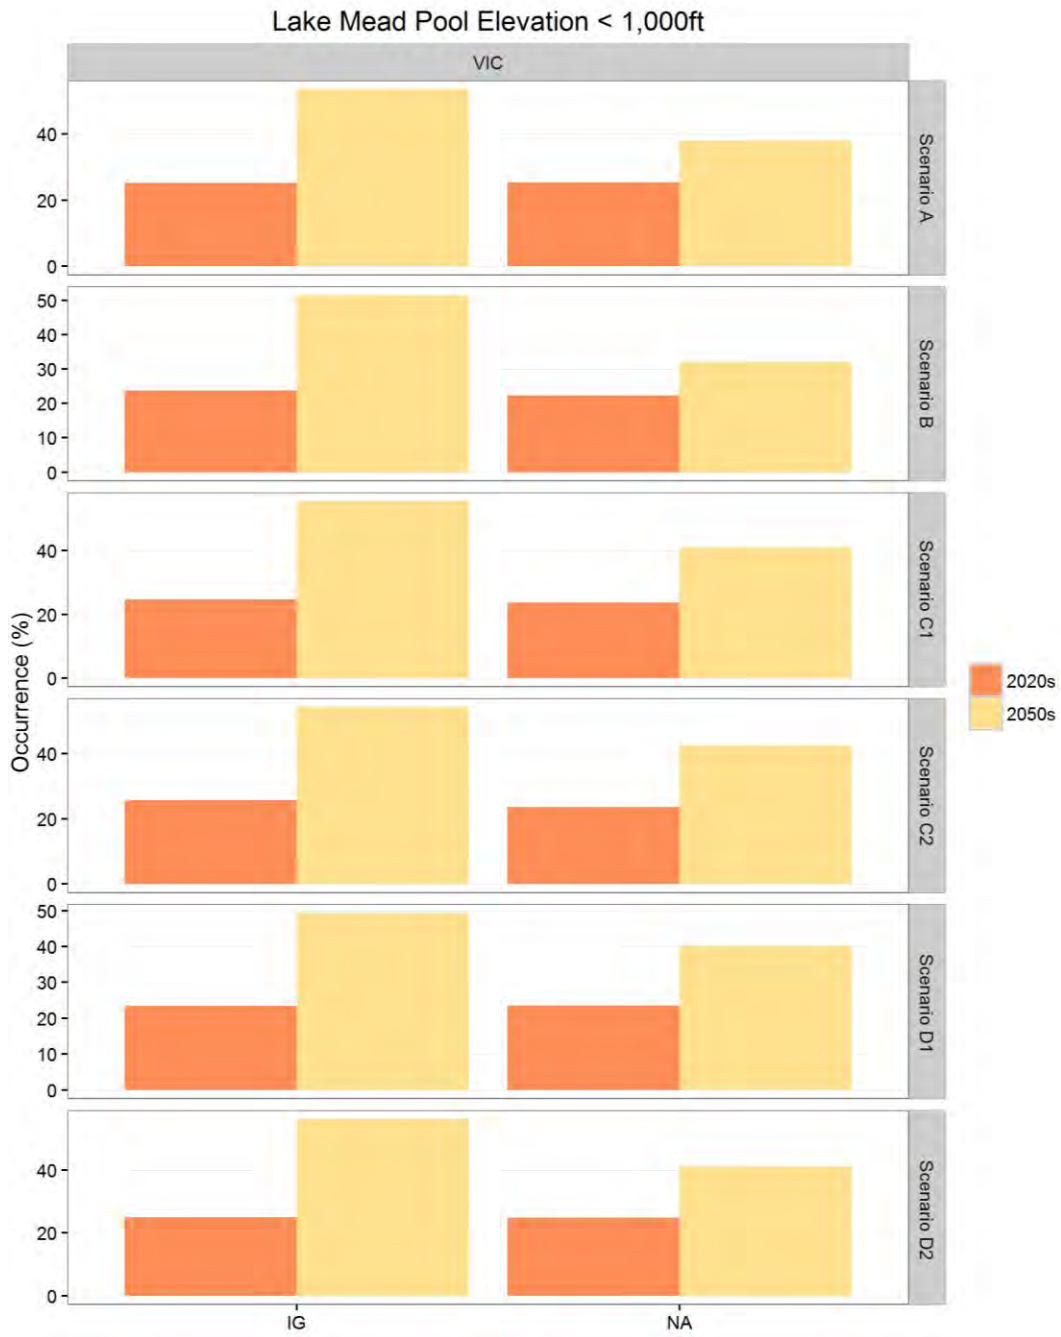 Lake Mead Pool Elevation < 1,000ft
VIC
40
20
0
Scenario A
50
40
30
20
10
0
Scenario B
40
20
0
Scenario C1
Occurrence (%)
2020s
2050s
40
20
0
Scenario C2
50
40
30
20
10
0
Scenario D1
40
20
0
Scenario D2
IG
NA